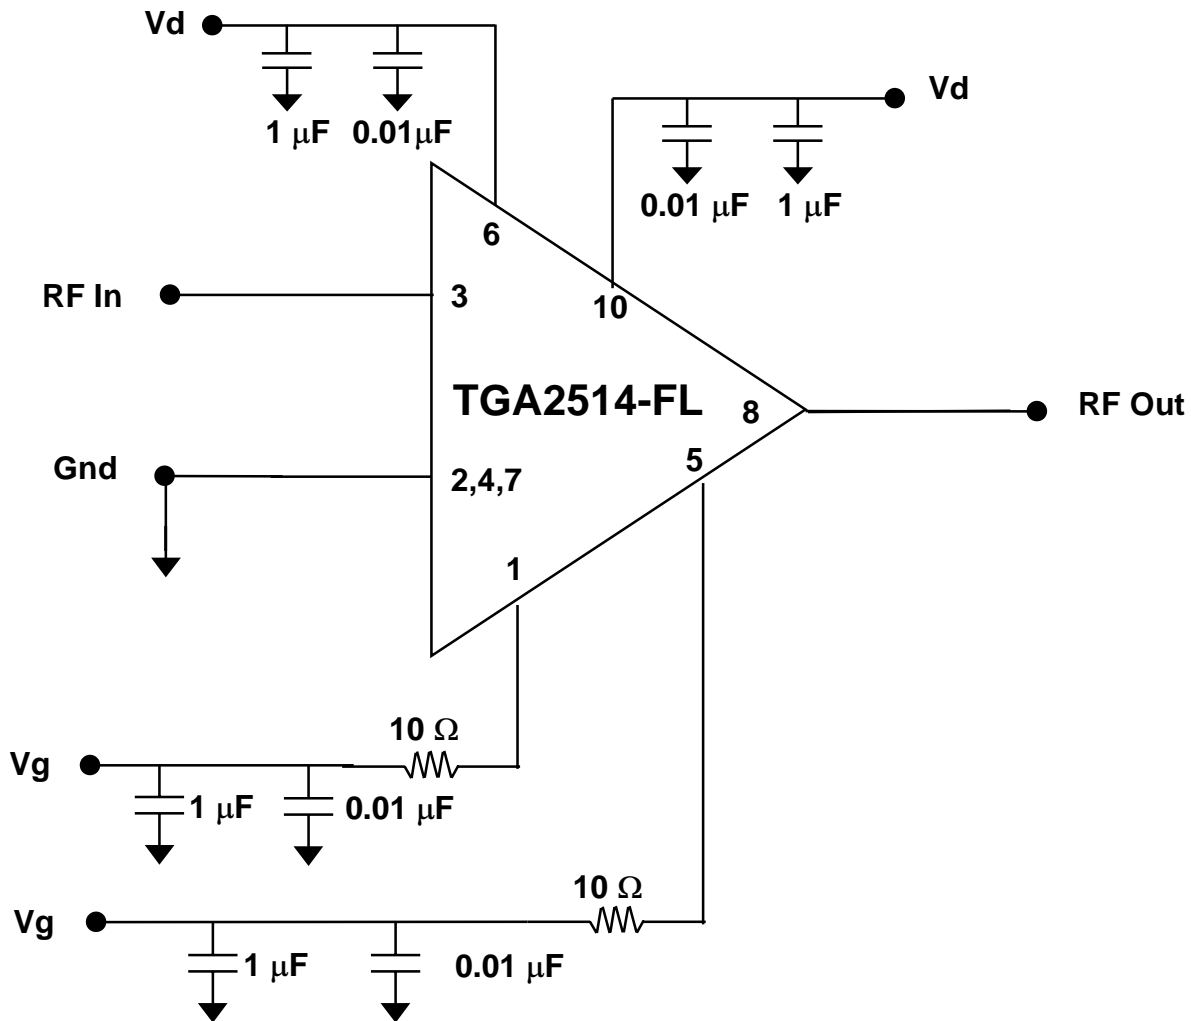 Vd
Vd
1 μF 0.01μF
0.01 μF 1 μF
6
RF In
3
10
TGA2514-FL
8
RF Out
Gnd
2,4,7
5
1
10 Ω
Vg
1 μF
0.01 μF
10 Ω
Vg
1 μF
0.01 μF